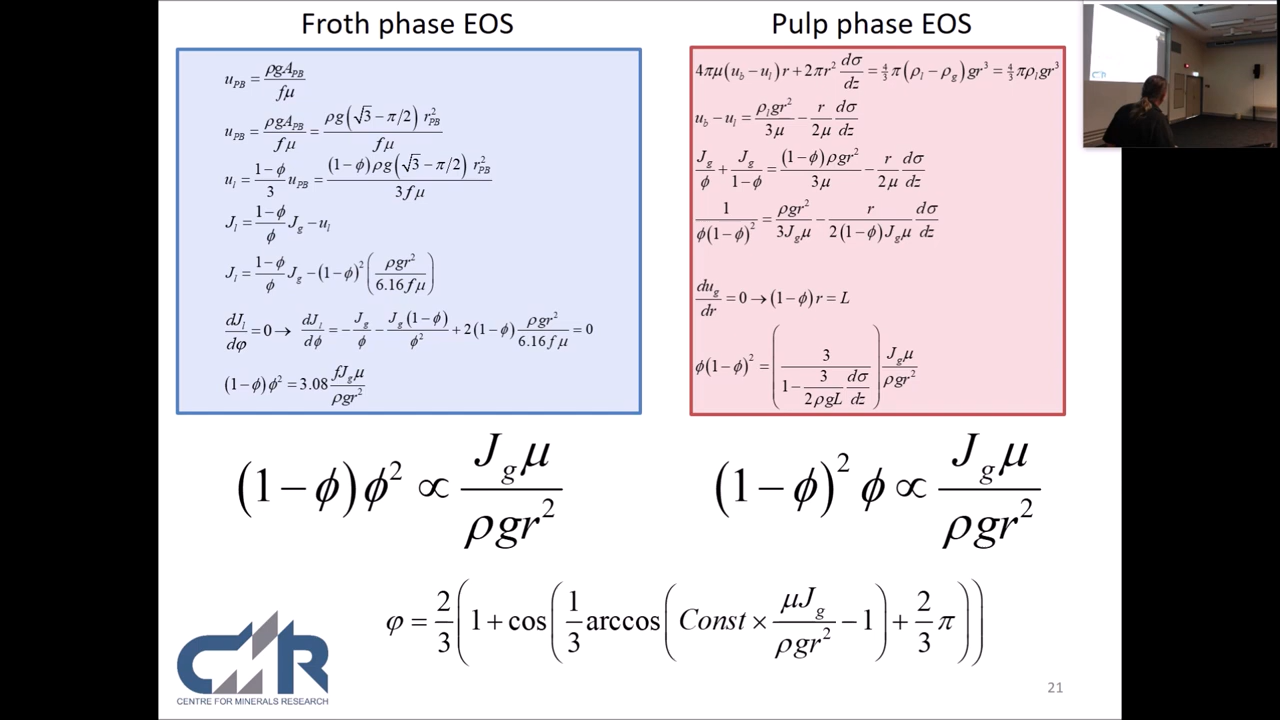 Froth phase EOS
u_PB = ρgA_PB / fμ
u_PB = ρgA_PB / fμ = ρg(√3 − π/2) r²_PB / fμ
u_l = (1−ϕ)/3 u_PB = (1−ϕ)ρg(√3 − π/2) r²_PB / 3fμ
J_l = (1−ϕ)/ϕ J_g − u_l
J_l = (1−ϕ)/ϕ J_g − (1−ϕ)² (ρgr² / 6.16fμ)
dJ_l/dφ = 0 → dJ_l/dϕ = − J_g/ϕ − J_g(1−ϕ)/ϕ² + 2(1−ϕ) ρgr²/6.16fμ = 0
(1−ϕ)ϕ² = 3.08 fJ_gμ / ρgr²
Pulp phase EOS
4πμ(u_b − u_l)r + 2πr² dσ/dz = 4/3 π(ρ_l − ρ_g)gr³ = 4/3 πρ_l gr³
u_b − u_l = ρ_l gr²/3μ − r/2μ dσ/dz
J_g/ϕ + J_g/(1−ϕ) = (1−ϕ)ρgr²/3μ − r/2μ dσ/dz
1/ϕ(1−ϕ)² = ρgr²/3J_gμ − r/2(1−ϕ)J_gμ dσ/dz
du_g/dr = 0 → (1−ϕ)r = L
ϕ(1−ϕ)² = (3 / (1 − 3/2ρgL dσ/dz)) J_gμ/ρgr²
(1−ϕ)ϕ² ∝ J_gμ / ρgr²
(1−ϕ)²ϕ ∝ J_gμ / ρgr²
φ = 2/3 (1 + cos(1/3 arccos(Const × μJ_g/ρgr² − 1) + 2/3 π))
CMR
CENTRE FOR MINERALS RESEARCH
21